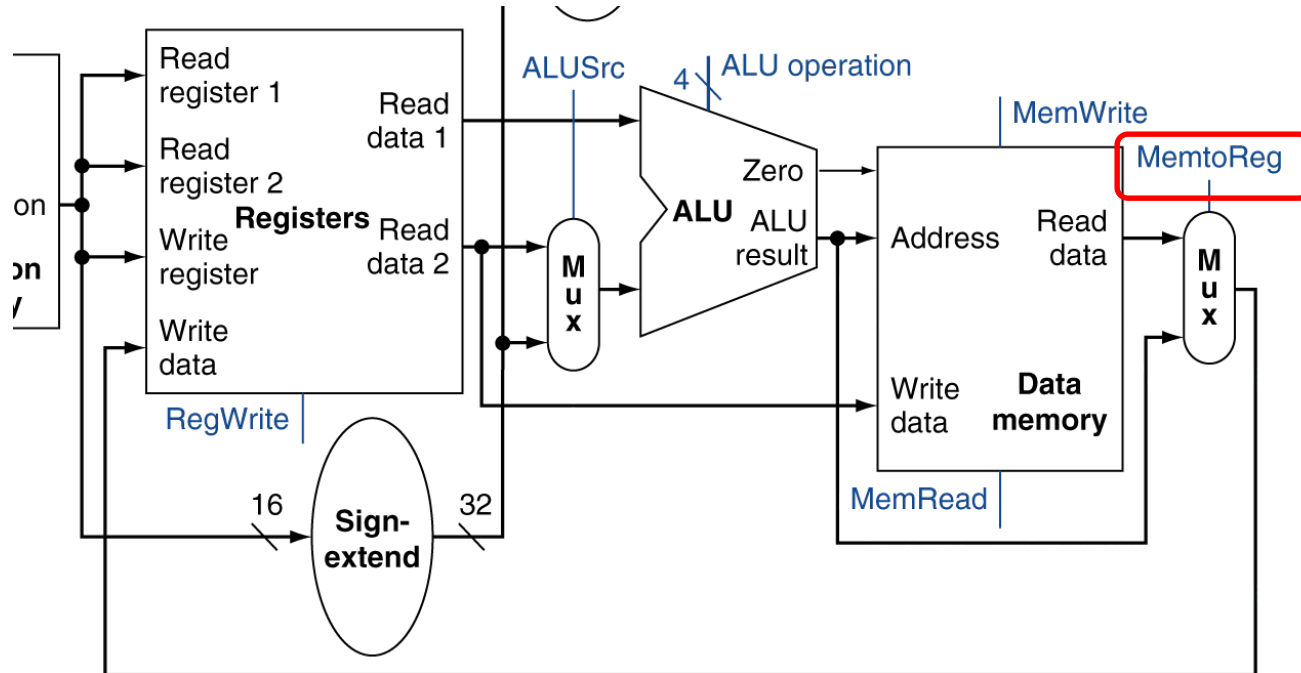 Read
register 1
Read
register 2
Registers
Write
register
Write
data
Read
data 1
Read
data 2
RegWrite
on
on
y
16
Sign-
extend
32
ALUSrc
M
u
x
4
ALU operation
Zero
ALU
ALU
result
MemWrite
MemtoReg
Address
Read
data
Write
data
Data
memory
MemRead
M
u
x